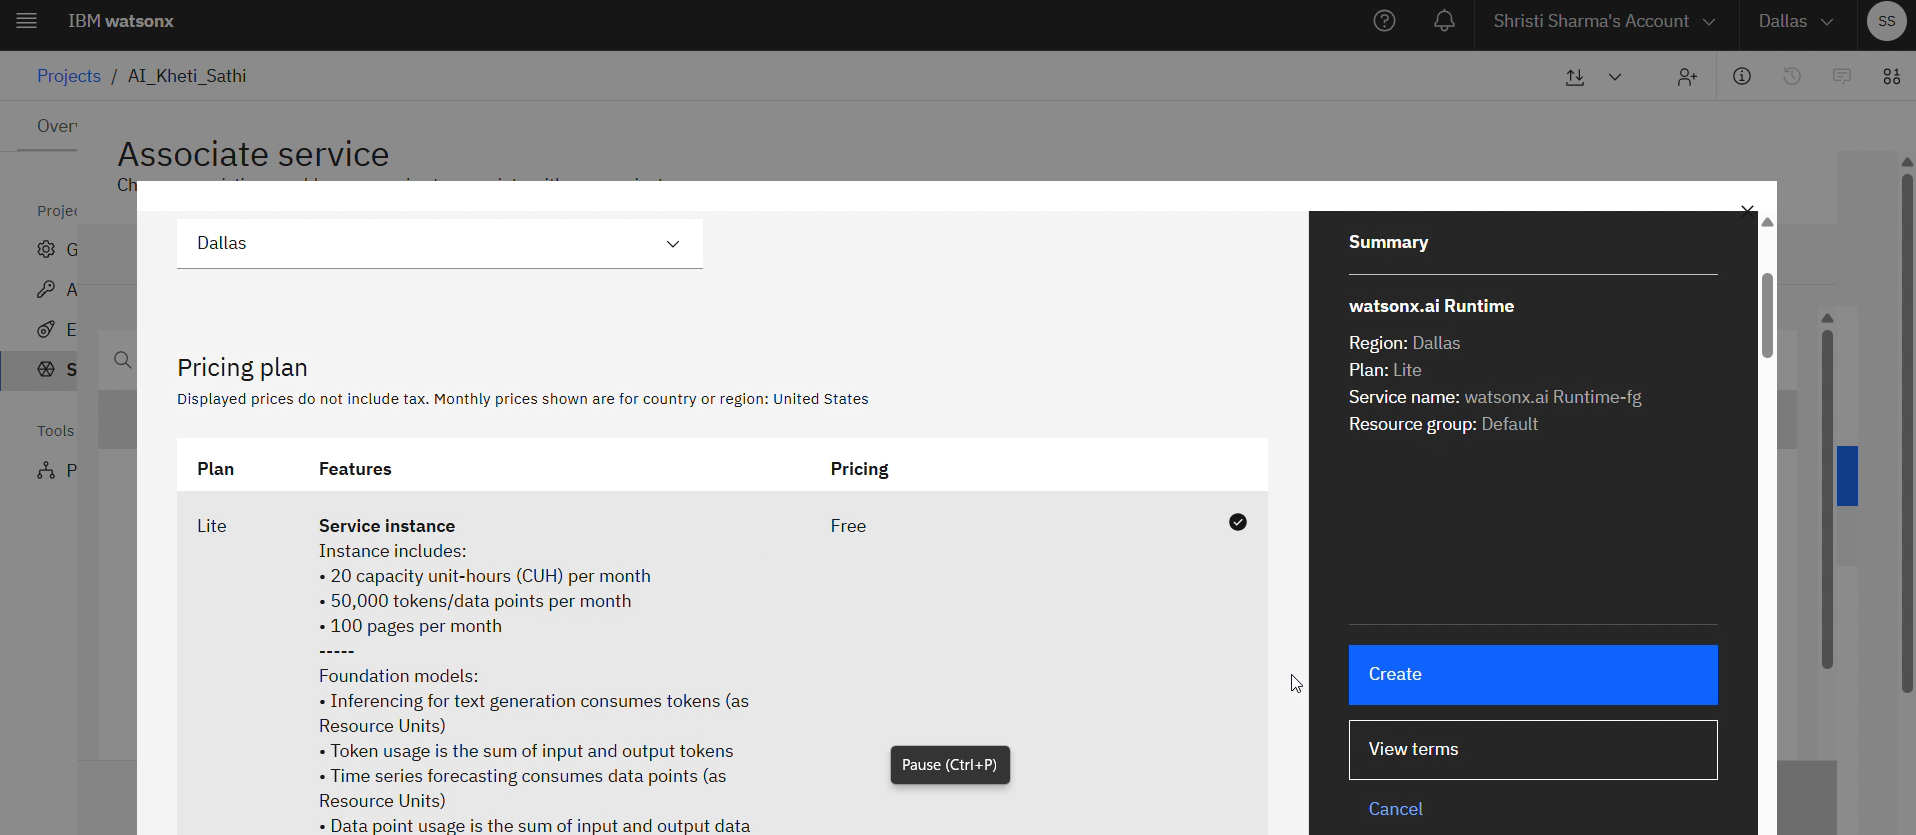 IBM watsonx
Shristi Sharma's Account
Dallas
SS
Projects / AI_Kheti_Sathi
Associate service
Projec
G
A
E
S
Tools
P
Dallas
Pricing plan
Displayed prices do not include tax. Monthly prices shown are for country or region: United States
Plan Features Pricing
Lite Service instance Free
Instance includes:
• 20 capacity unit-hours (CUH) per month
• 50,000 tokens/data points per month
• 100 pages per month
-----
Foundation models:
• Inferencing for text generation consumes tokens (as
Resource Units)
• Token usage is the sum of input and output tokens
• Time series forecasting consumes data points (as
Resource Units)
• Data point usage is the sum of input and output data
Pause (Ctrl+P)
Summary
watsonx.ai Runtime
Region: Dallas
Plan: Lite
Service name: watsonx.ai Runtime-fg
Resource group: Default
Create
View terms
Cancel